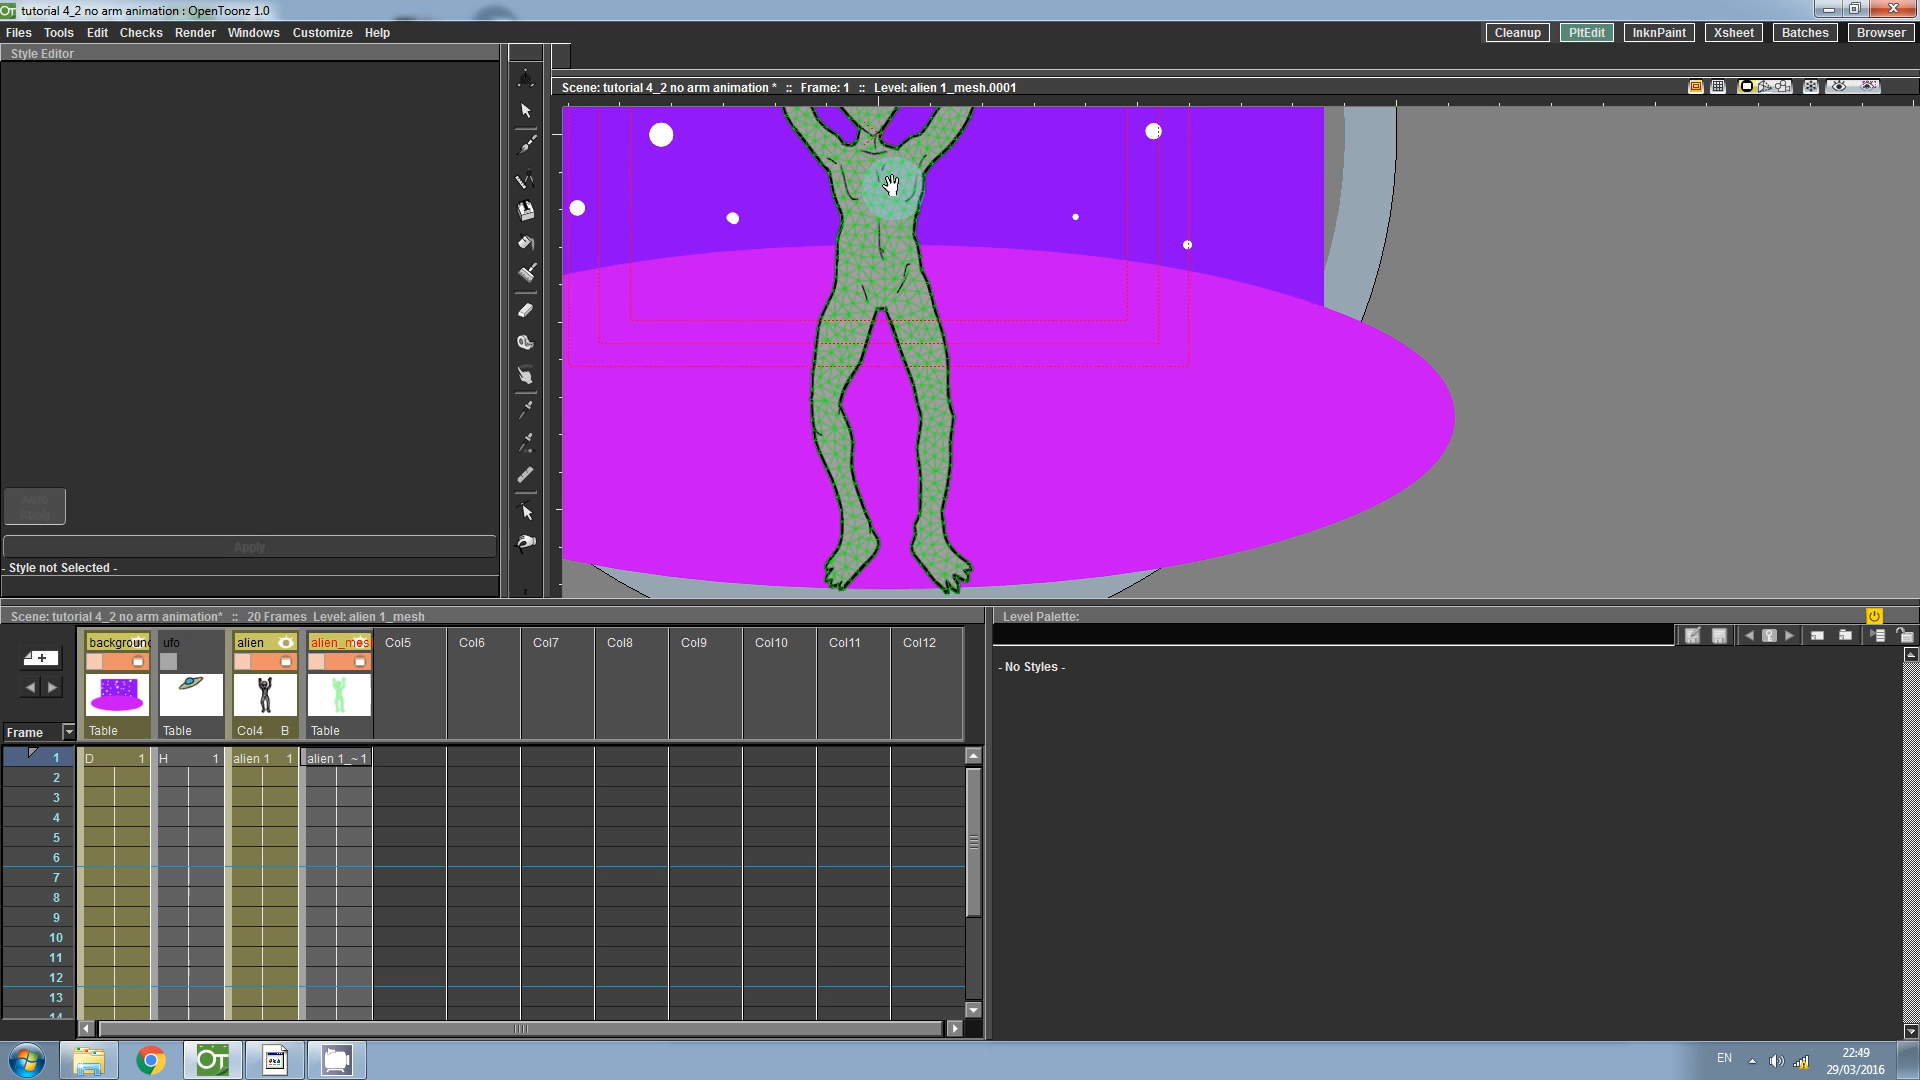 tutorial 4_2 no arm animation : OpenToonz 1.0
Files Tools Edit Checks Render Windows Customize Help
Cleanup PltEdit InknPaint Xsheet Batches Browser
Style Editor
Scene: tutorial 4_2 no arm animation * :: Frame: 1 :: Level: alien 1_mesh.0001
Auto
Apply
Apply
- Style not Selected -
Scene: tutorial 4_2 no arm animation* :: 20 Frames Level: alien 1_mesh
Level Palette:
background ufo alien alien_mes Col5 Col6 Col7 Col8 Col9 Col10 Col11 Col12
- No Styles -
Table Table Col4 B Table
Frame
1 D 1 H 1 alien 1 1 alien 1_~ 1
2
3
4
5
6
7
8
9
10
11
12
13
14
EN
22:49
29/03/2016